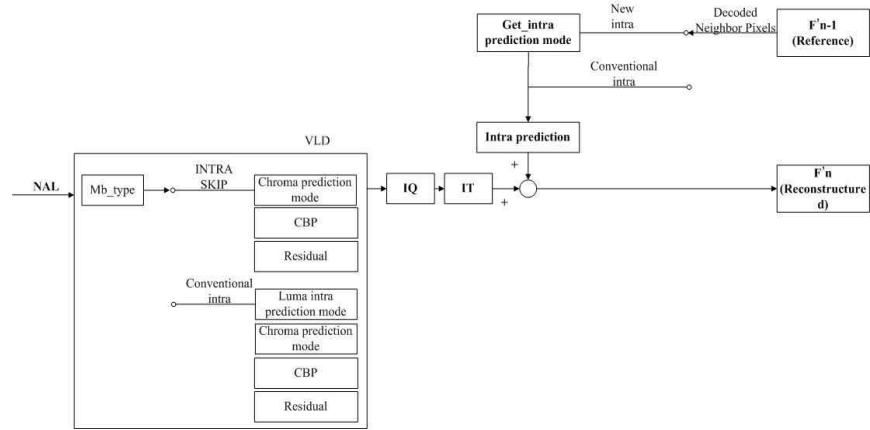 Get_intra
prediction mode
New
intra
Decoded
Neighbor Pixels
F'n-1
(Reference)
Conventional
intra
Intra prediction
+
VLD
NAL
Mb_type
INTRA
SKIP
Chroma prediction
mode
CBP
Residual
IQ
IT
+
F'n
(Reconstructure
d)
Conventional
intra
Luma intra
prediction mode
Chroma prediction
mode
CBP
Residual